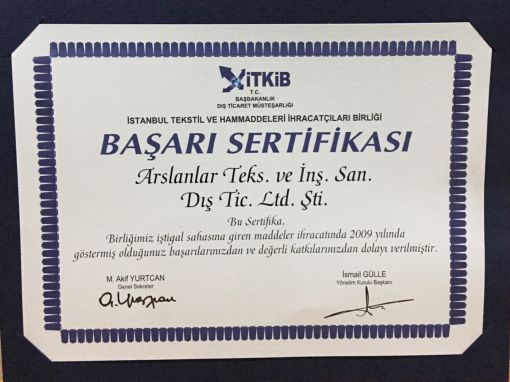 İTKİB
T.C.
BAŞBAKANLIK
DIŞ TİCARET MÜSTEŞARLIĞI
İSTANBUL TEKSTİL VE HAMMADDELERİ İHRACATÇILARI BİRLİĞİ
BAŞARI SERTİFİKASI
Arslanlar Teks. ve İnş. San.
Dış Tic. Ltd. Şti.
Bu Sertifika,
Birliğimiz iştigal sahasına giren maddeler ihracatında 2009 yılında
göstermiş olduğunuz başarılarınızdan ve değerli katkılarınızdan dolayı verilmiştir.
M. Akif YURTCAN
Genel Sekreter
İsmail GÜLLE
Yönetim Kurulu Başkanı